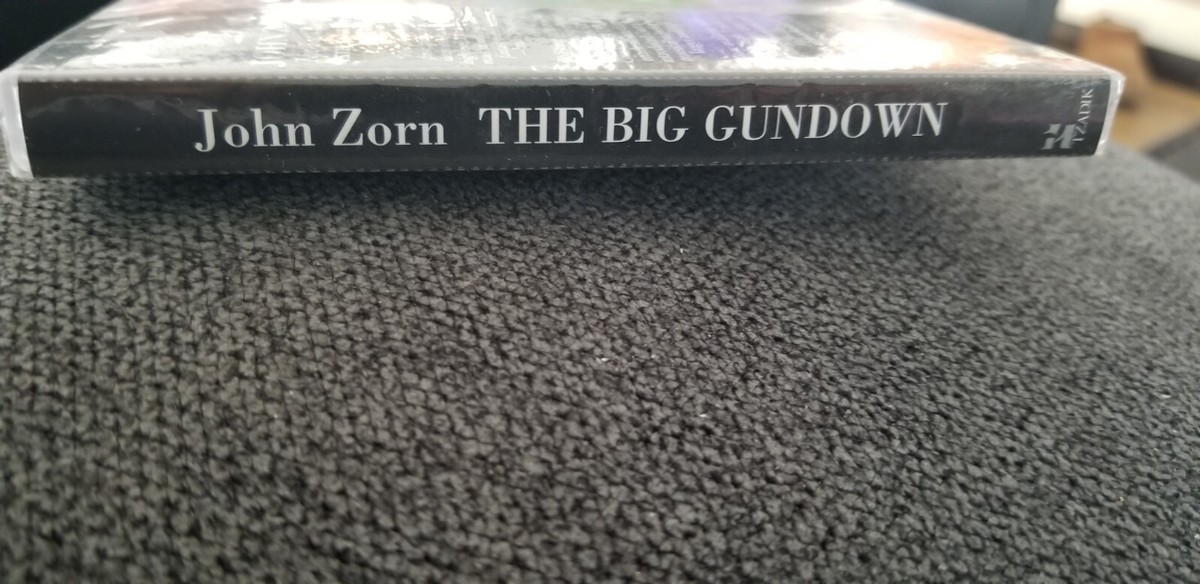 John Zorn THE BIG GUNDOWN
TZADIK